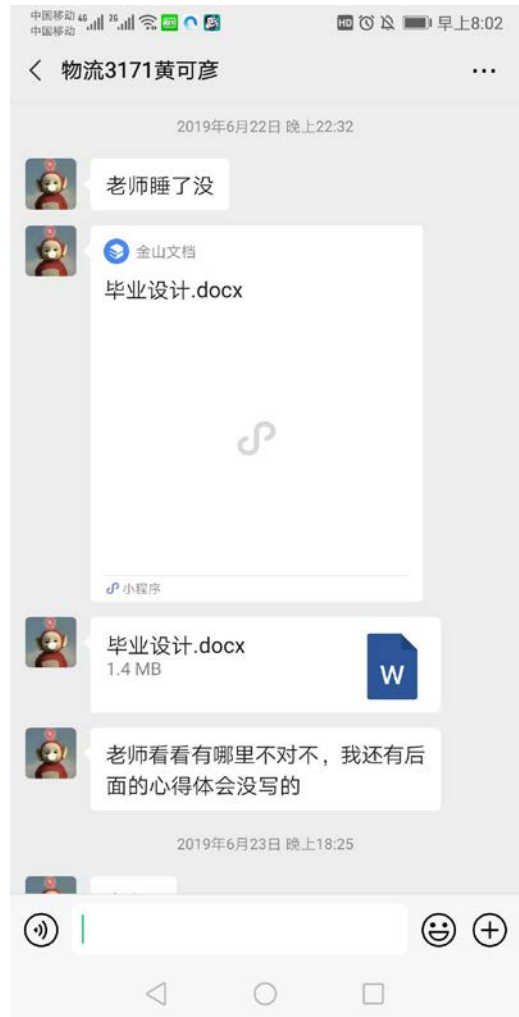 中国移动 46
中国移动 26
HD 早上8:02
物流3171黄可彦
2019年6月22日 晚上22:32
老师睡了没
金山文档
毕业设计.docx
小程序
毕业设计.docx
1.4 MB
W
老师看看有哪里不对不，我还有后
面的心得体会没写的
2019年6月23日 晚上18:25